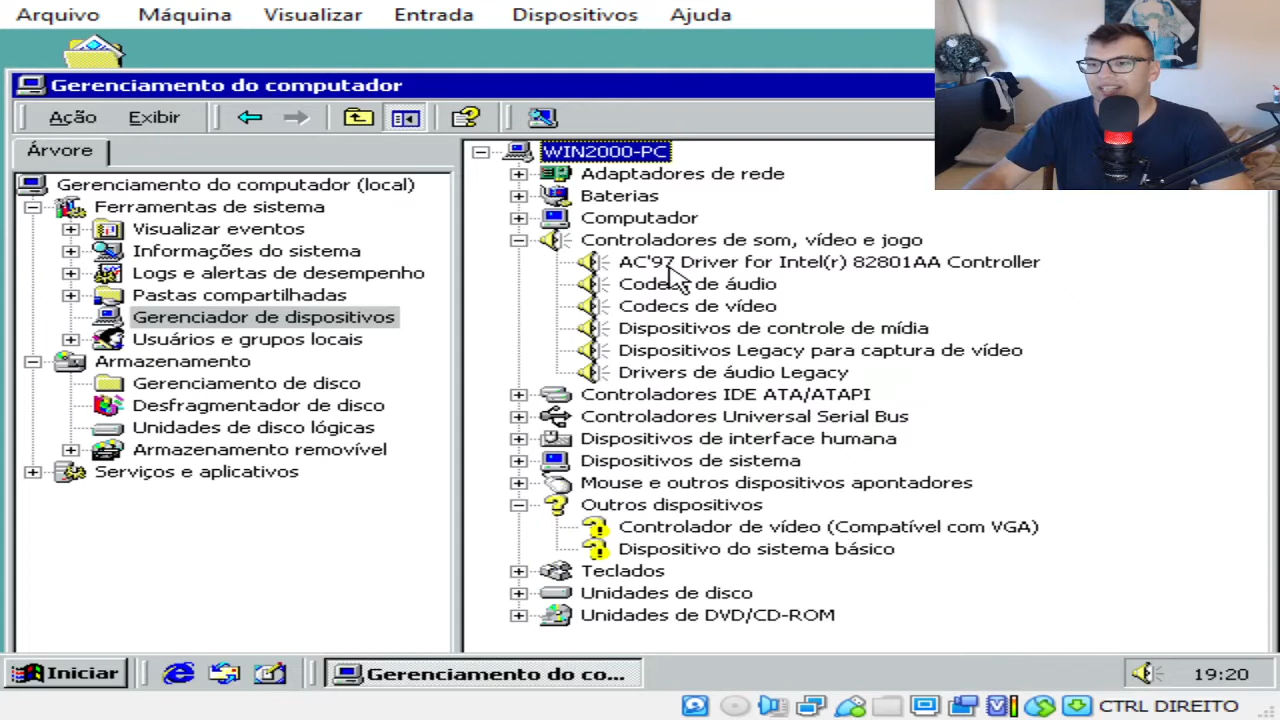 Arquivo Máquina Visualizar Entrada Dispositivos Ajuda
Gerenciamento do computador
Ação Exibir
Árvore
Gerenciamento do computador (local)
Ferramentas de sistema
Visualizar eventos
Informações do sistema
Logs e alertas de desempenho
Pastas compartilhadas
Gerenciador de dispositivos
Usuários e grupos locais
Armazenamento
Gerenciamento de disco
Desfragmentador de disco
Unidades de disco lógicas
Armazenamento removível
Serviços e aplicativos
WIN2000-PC
Adaptadores de rede
Baterias
Computador
Controladores de som, vídeo e jogo
AC'97 Driver for Intel(r) 82801AA Controller
Codecs de áudio
Codecs de vídeo
Dispositivos de controle de mídia
Dispositivos Legacy para captura de vídeo
Drivers de áudio Legacy
Controladores IDE ATA/ATAPI
Controladores Universal Serial Bus
Dispositivos de interface humana
Dispositivos de sistema
Mouse e outros dispositivos apontadores
Outros dispositivos
Controlador de vídeo (Compatível com VGA)
Dispositivo do sistema básico
Teclados
Unidades de disco
Unidades de DVD/CD-ROM
Iniciar
Gerenciamento do co...
19:20
CTRL DIREITO